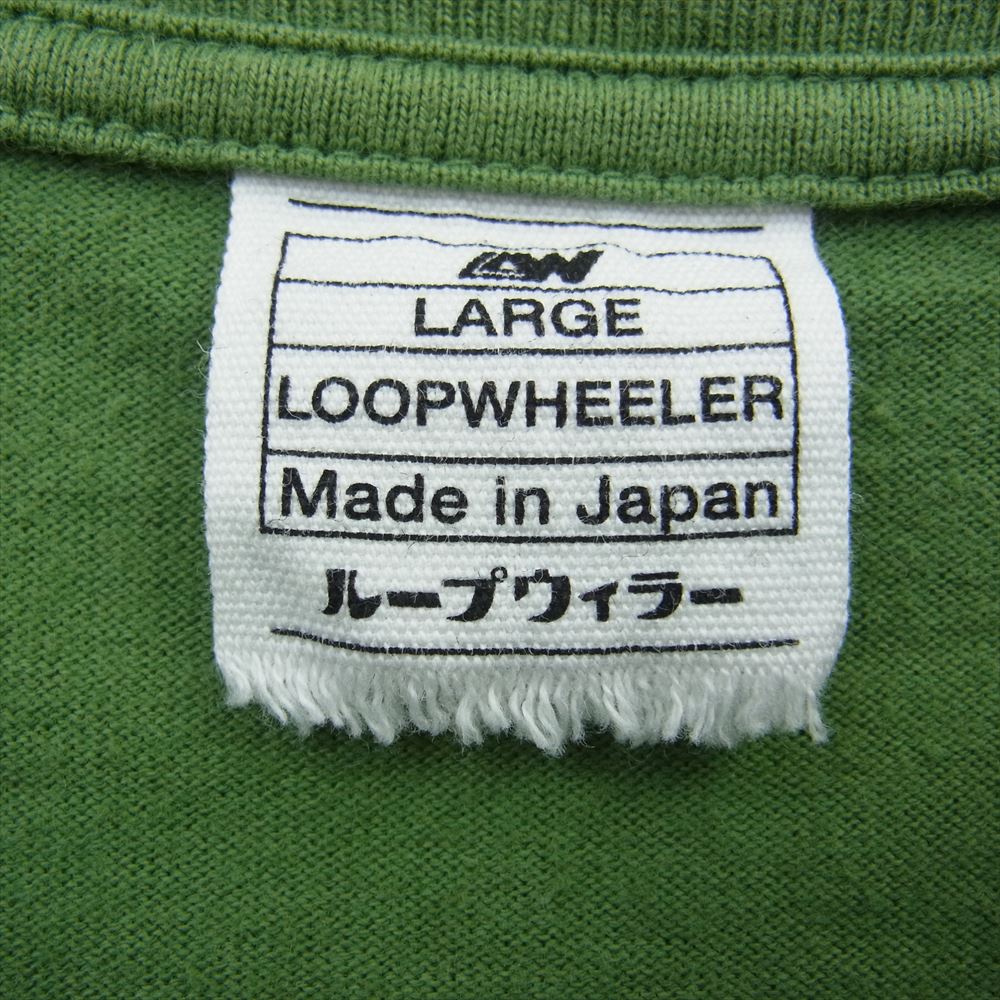 LW
LARGE
LOOPWHEELER
Made in Japan
ループウィラー